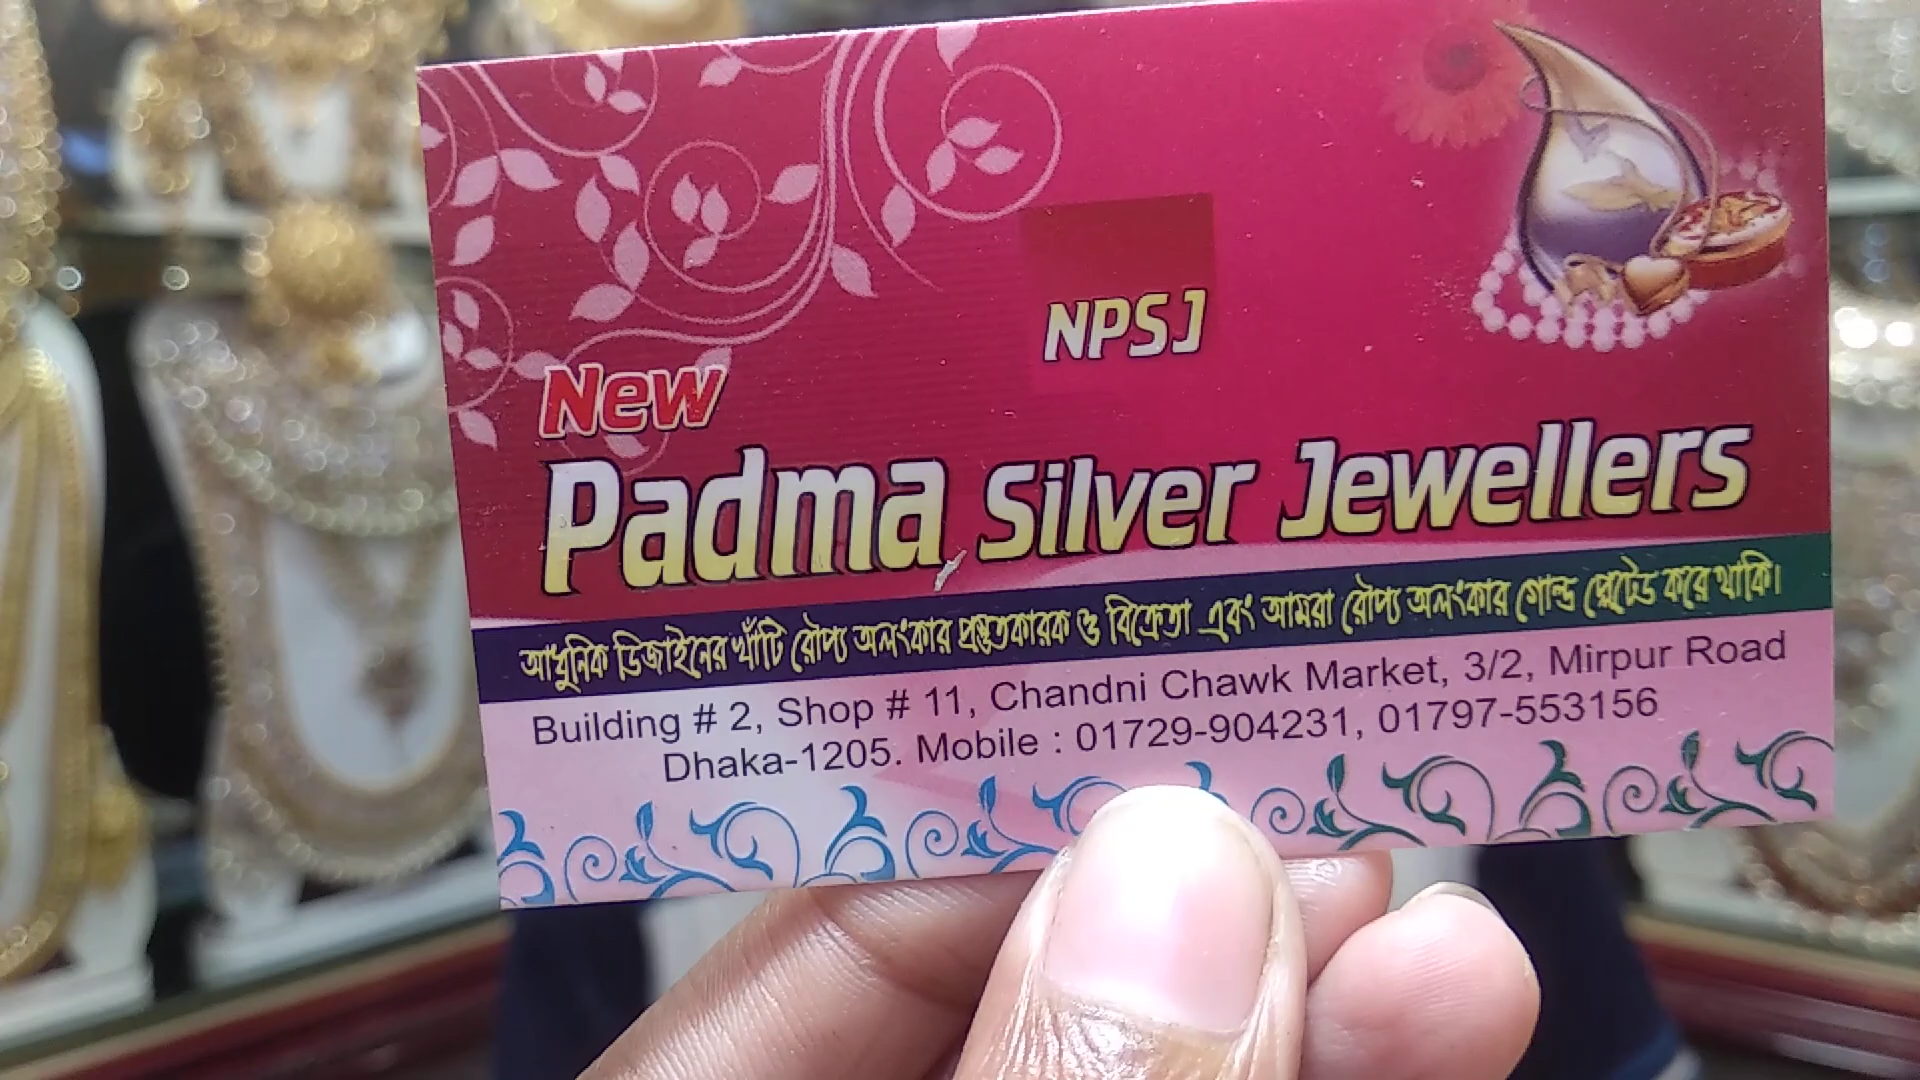 NPSJ
New
Padma Silver Jewellers
আধুনিক ডিজাইনের খাঁটি রৌপ্য অলংকার প্রস্তুতকারক ও বিক্রেতা এবং আমরা রৌপ্য অলংকার গোল্ড প্লেটেড করে থাকি।
Building # 2, Shop # 11, Chandni Chawk Market, 3/2, Mirpur Road
Dhaka-1205. Mobile : 01729-904231, 01797-553156